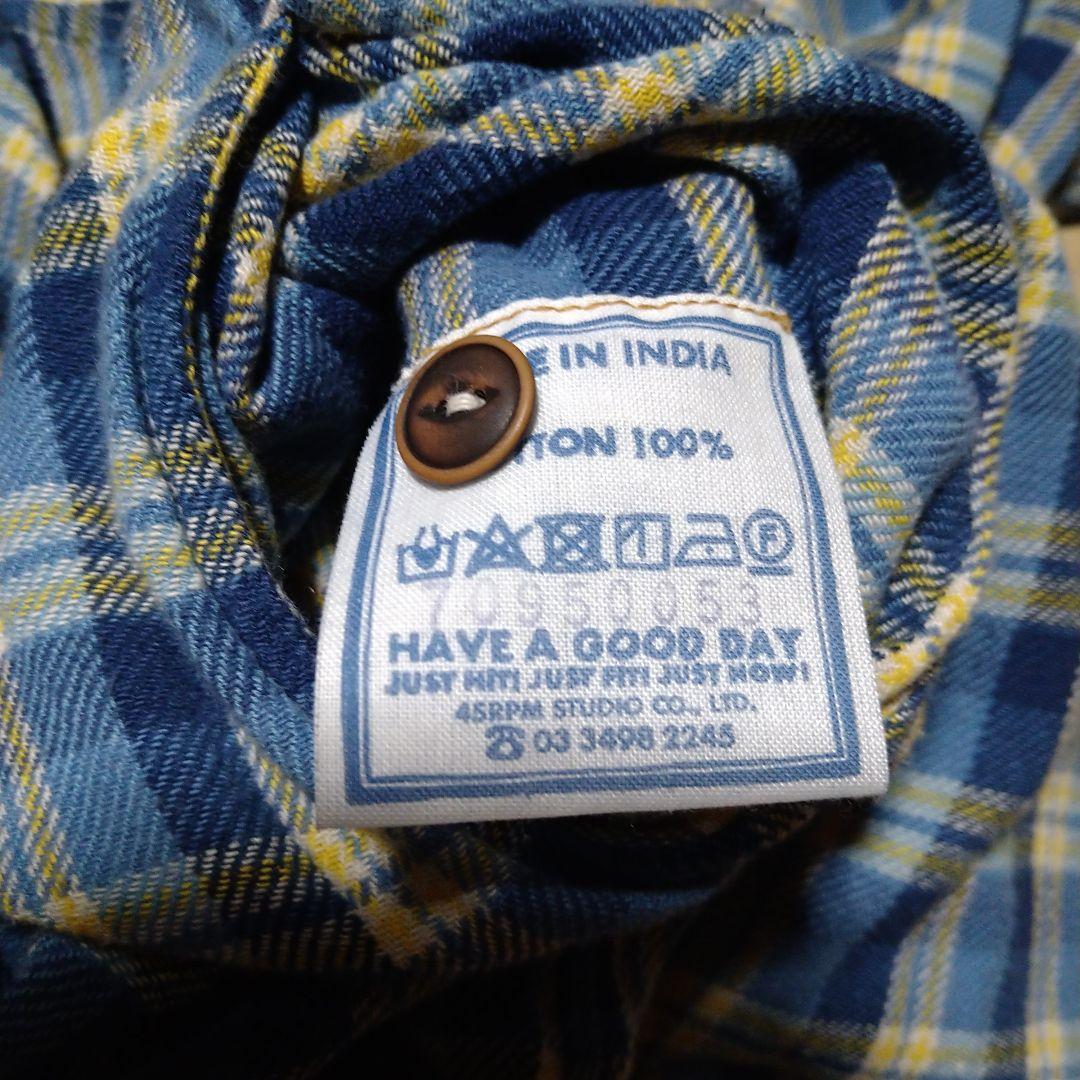 IN INDIA
100%
70950053
HAVE A GOOD DAY
JUST HIT! JUST FIT! JUST NOW!
45RPM STUDIO CO., LTD.
☎ 03 3498 2245